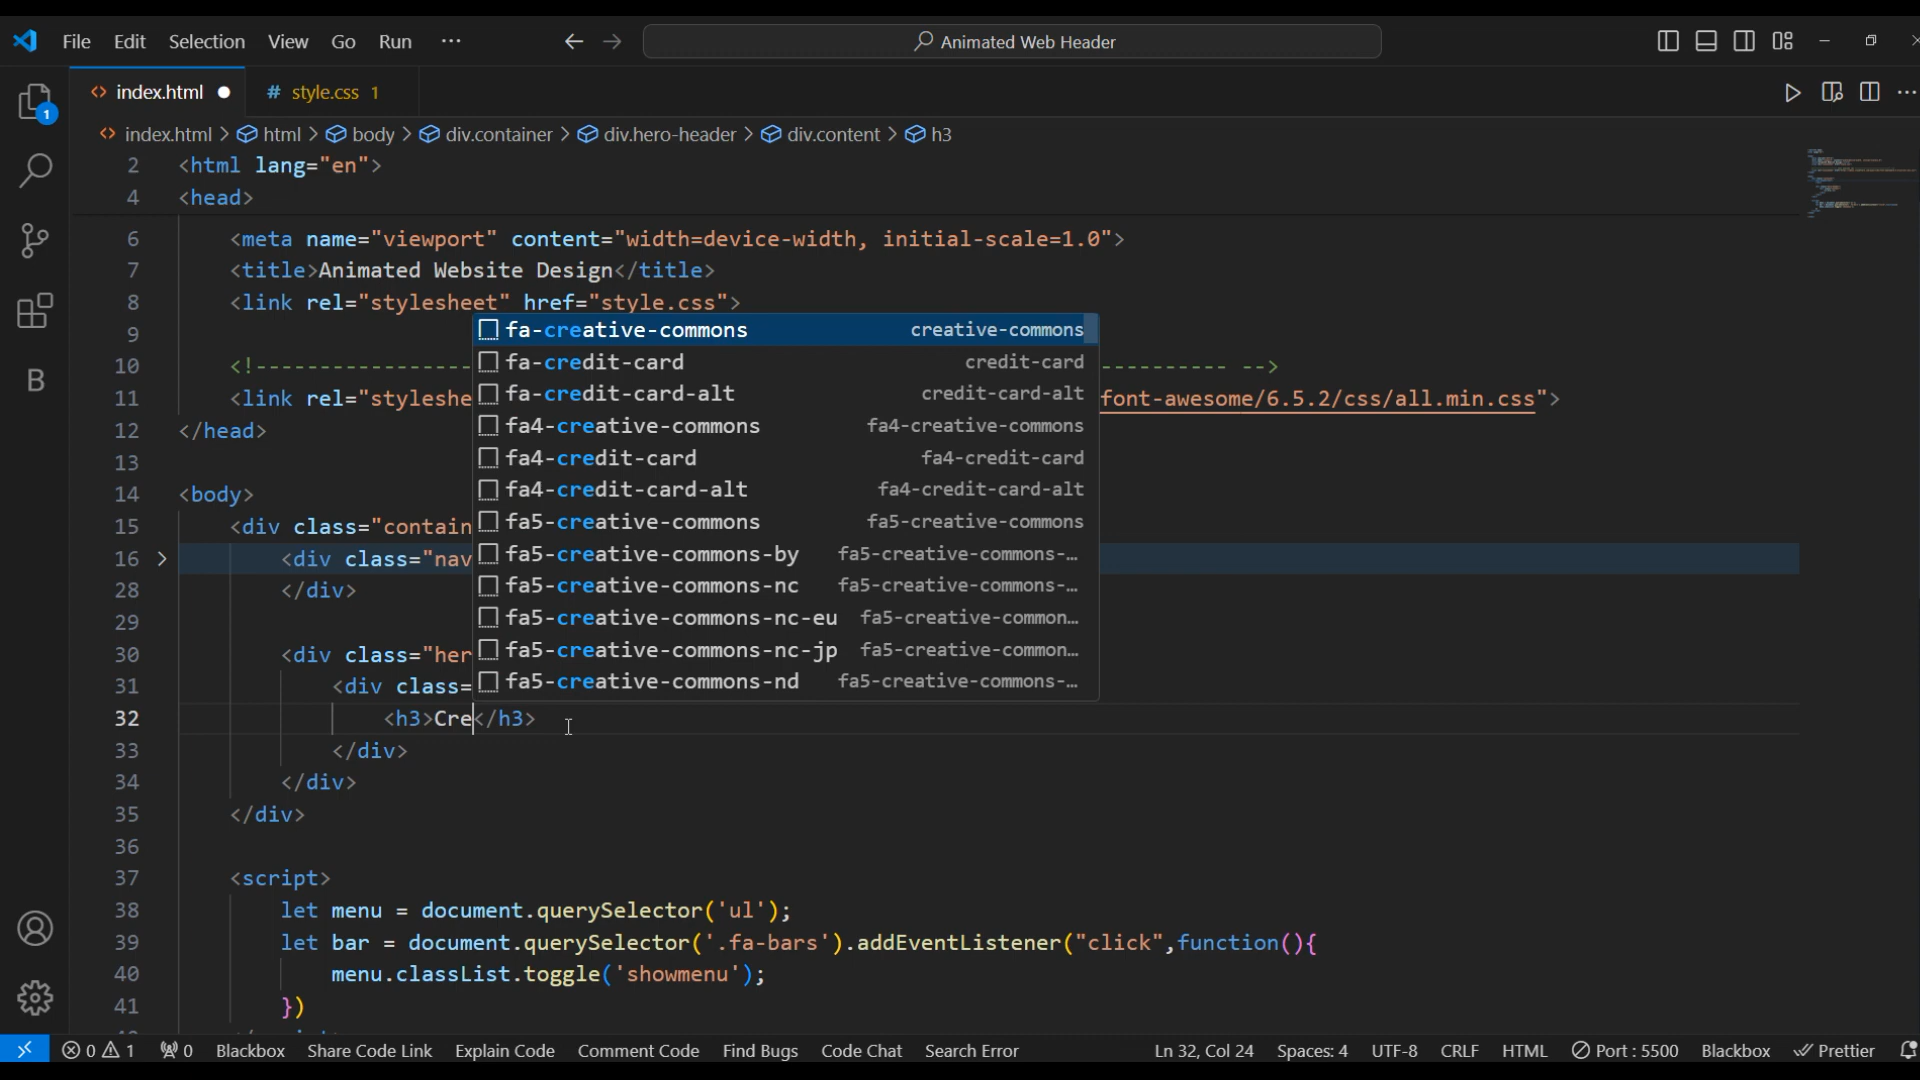 File Edit Selection View Go Run ··· Animated Web Header
index.html style.css 1
index.html > html > body > div.container > div.hero-header > div.content > h3
1
2 <html lang="en">
4 <head>
6 <meta name="viewport" content="width=device-width, initial-scale=1.0">
7 <title>Animated Website Design</title>
8 <link rel="stylesheet" href="style.css">
9
10 <!----------------- ---------- -->
11 <link rel="styleshe font-awesome/6.5.2/css/all.min.css">
12 </head>
13
14 <body>
15 <div class="contain
16 <div class="nav
28 </div>
29
30 <div class="her
31 <div class=
32 <h3>Cre</h3>
33 </div>
34 </div>
35 </div>
36
37 <script>
38 let menu = document.querySelector('ul');
39 let bar = document.querySelector('.fa-bars').addEventListener("click",function(){
40 menu.classList.toggle('showmenu');
41 })
fa-creative-commons creative-commons
fa-credit-card credit-card
fa-credit-card-alt credit-card-alt
fa4-creative-commons fa4-creative-commons
fa4-credit-card fa4-credit-card
fa4-credit-card-alt fa4-credit-card-alt
fa5-creative-commons fa5-creative-commons
fa5-creative-commons-by fa5-creative-commons-…
fa5-creative-commons-nc fa5-creative-commons-…
fa5-creative-commons-nc-eu fa5-creative-common…
fa5-creative-commons-nc-jp fa5-creative-common…
fa5-creative-commons-nd fa5-creative-commons-…
B
0 1 0 Blackbox Share Code Link Explain Code Comment Code Find Bugs Code Chat Search Error Ln 32, Col 24 Spaces: 4 UTF-8 CRLF HTML Port : 5500 Blackbox Prettier